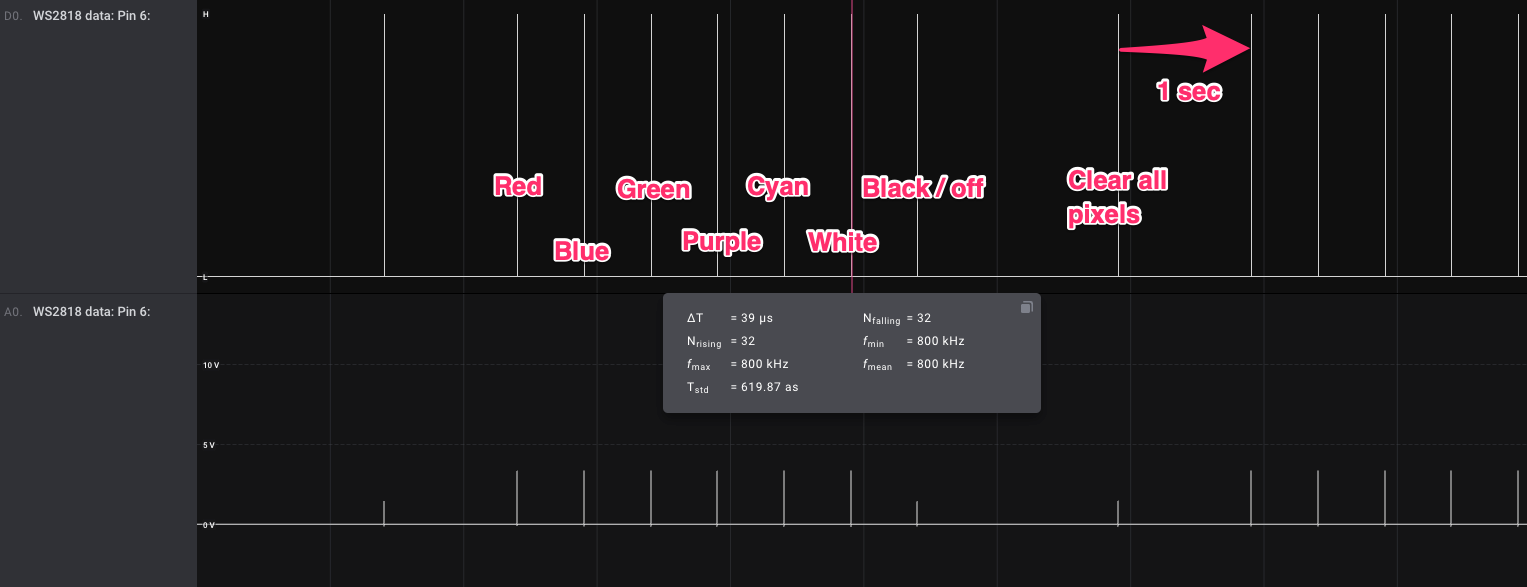 D0. WS2818 data: Pin 6:
H
1 sec
Red
Green
Cyan
Black / off
Clear all
pixels
Blue
Purple
White
L
A0. WS2818 data: Pin 6:
ΔT = 39 µs
Nfalling = 32
Nrising = 32
fmin = 800 kHz
fmax = 800 kHz
fmean = 800 kHz
Tstd = 619.87 as
10 V
5 V
0 V